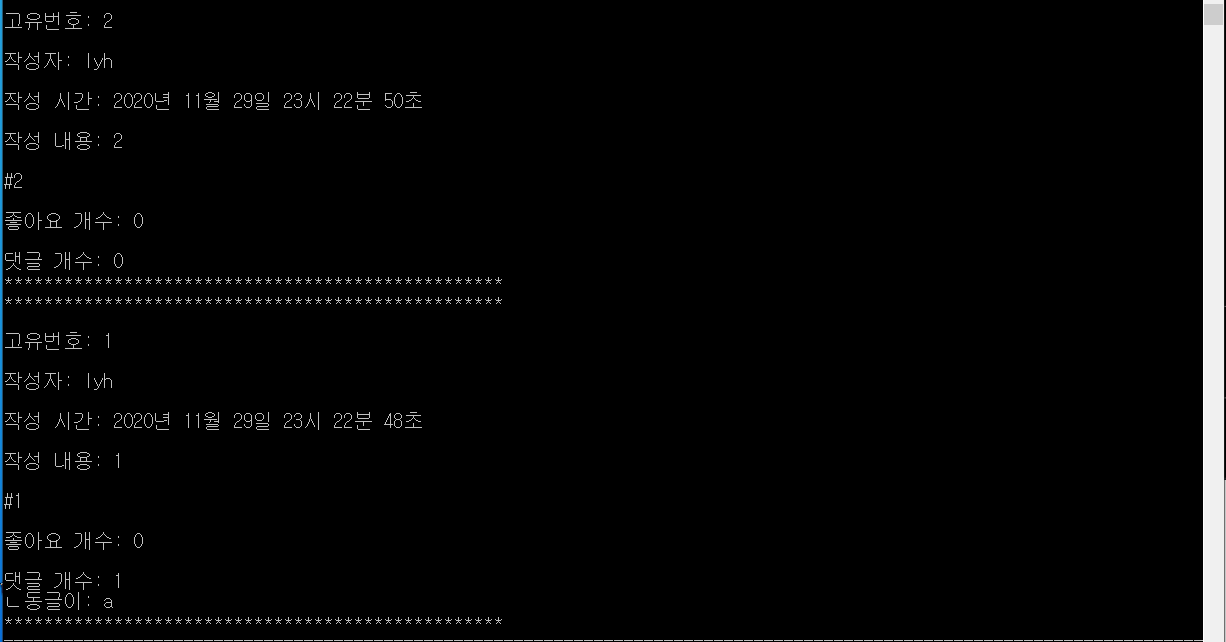 고유번호: 2
작성자: lyh
작성 시간: 2020년 11월 29일 23시 22분 50초
작성 내용: 2
#2
좋아요 개수: 0
댓글 개수: 0
**************************************************
**************************************************
고유번호: 1
작성자: lyh
작성 시간: 2020년 11월 29일 23시 22분 48초
작성 내용: 1
#1
좋아요 개수: 0
댓글 개수: 1
ㄴ동글이: a
**************************************************